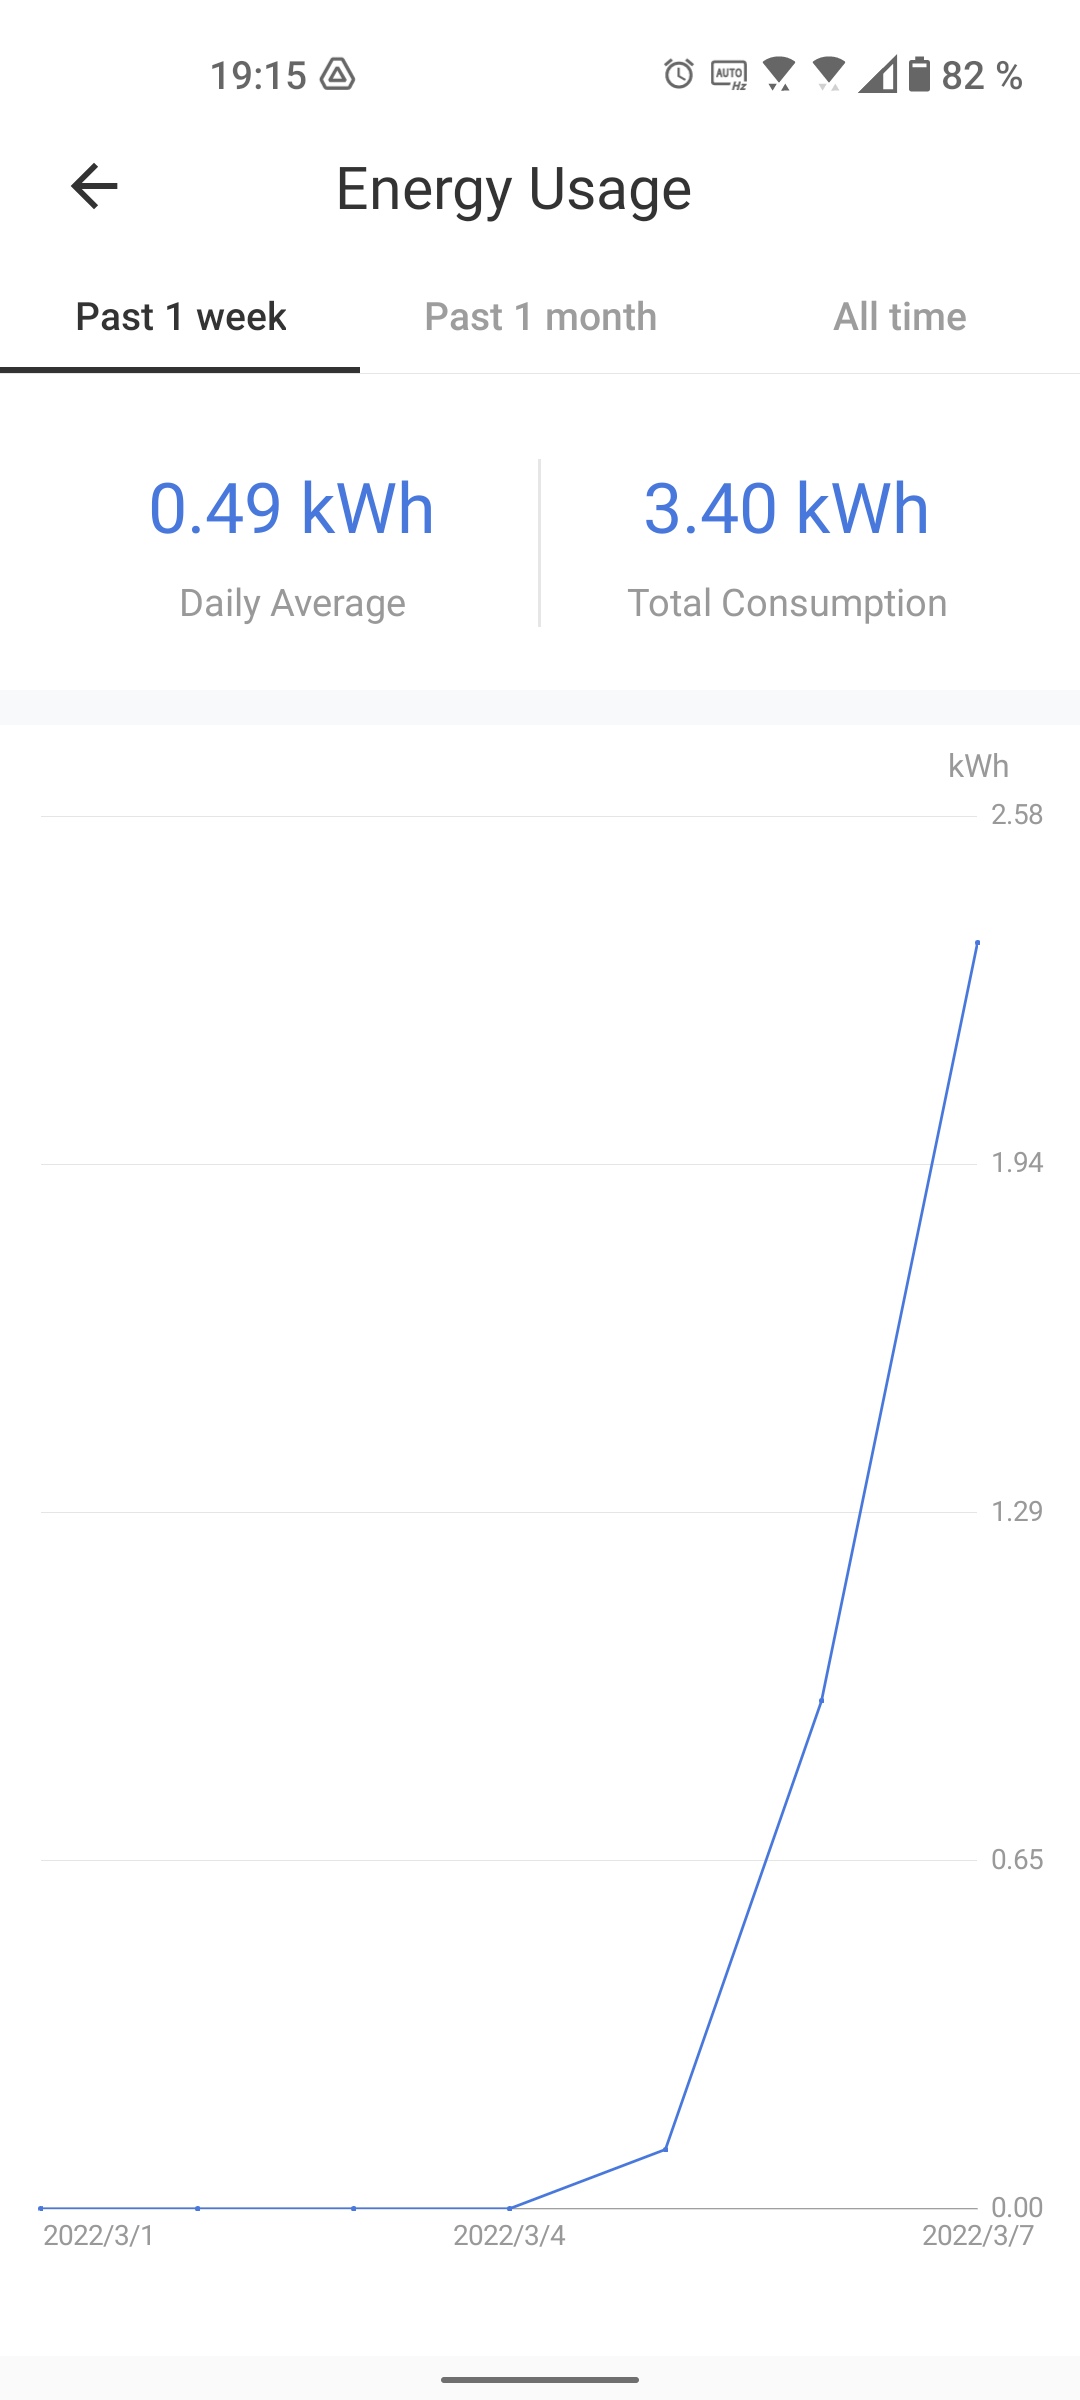 19:15 AUTO Hz 82 %
Energy Usage
Past 1 week Past 1 month All time
0.49 kWh 3.40 kWh
Daily Average Total Consumption
kWh
2.58
1.94
1.29
0.65
0.00
2022/3/1 2022/3/4 2022/3/7